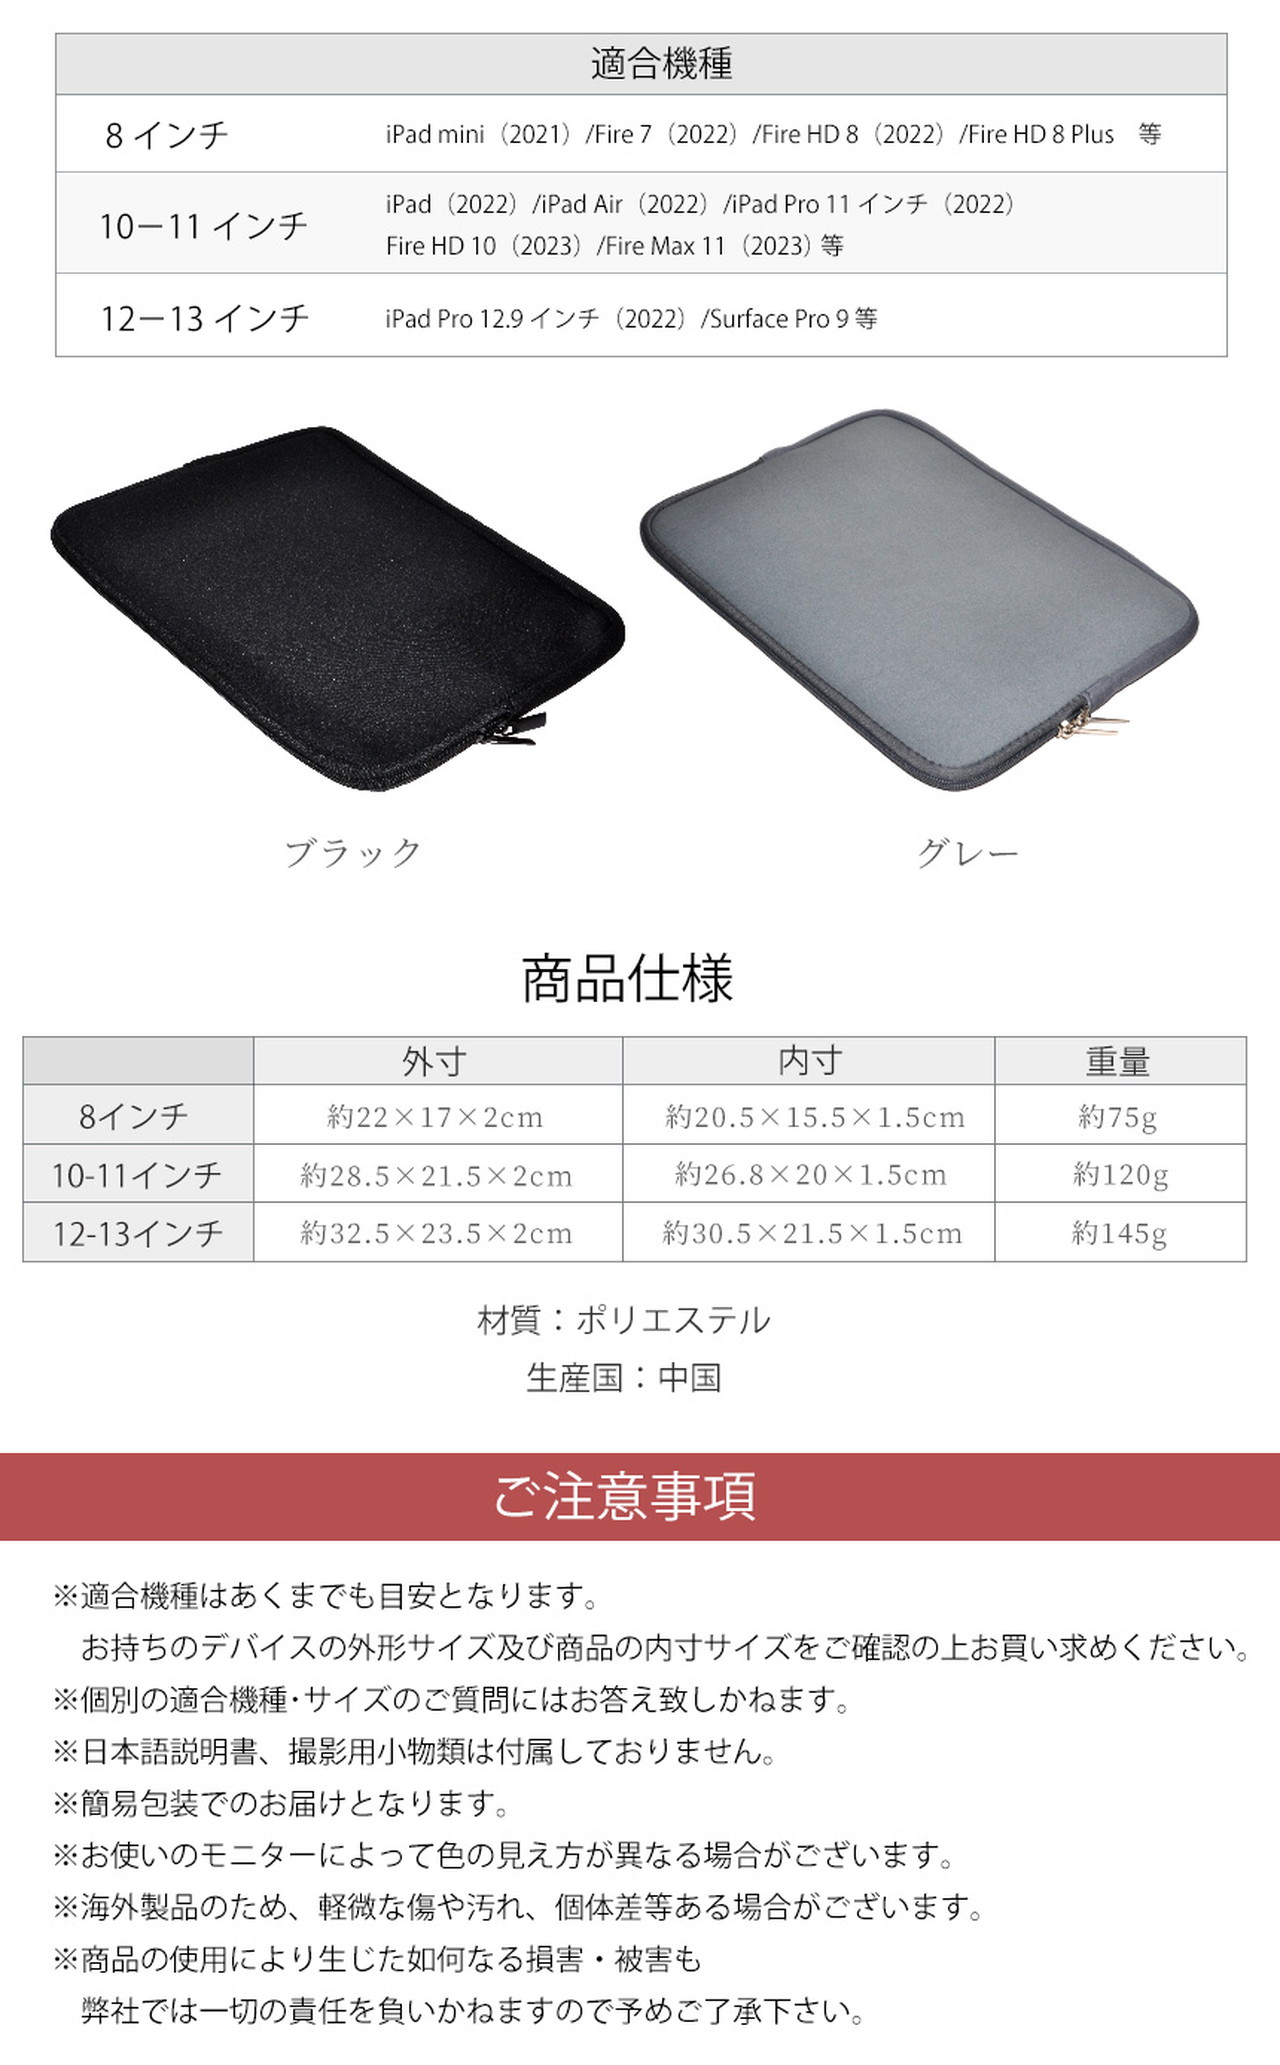 適合機種
8 インチ
iPad mini（2021）/Fire 7（2022）/Fire HD 8（2022）/Fire HD 8 Plus　等
10ー11 インチ
iPad（2022）/iPad Air（2022）/iPad Pro 11 インチ（2022）
Fire HD 10（2023）/Fire Max 11（2023）等
12ー13 インチ
iPad Pro 12.9 インチ（2022）/Surface Pro 9 等
ブラック
グレー
商品仕様
外寸 内寸 重量
8インチ 約22×17×2cm 約20.5×15.5×1.5cm 約75g
10-11インチ 約28.5×21.5×2cm 約26.8×20×1.5cm 約120g
12-13インチ 約32.5×23.5×2cm 約30.5×21.5×1.5cm 約145g
材質：ポリエステル
生産国：中国
ご注意事項
※適合機種はあくまでも目安となります。
お持ちのデバイスの外形サイズ及び商品の内寸サイズをご確認の上お買い求めください。
※個別の適合機種･サイズのご質問にはお答え致しかねます。
※日本語説明書、撮影用小物類は付属しておりません。
※簡易包装でのお届けとなります。
※お使いのモニターによって色の見え方が異なる場合がございます。
※海外製品のため、軽微な傷や汚れ、個体差等ある場合がございます。
※商品の使用により生じた如何なる損害・被害も
弊社では一切の責任を負いかねますので予めご了承下さい。